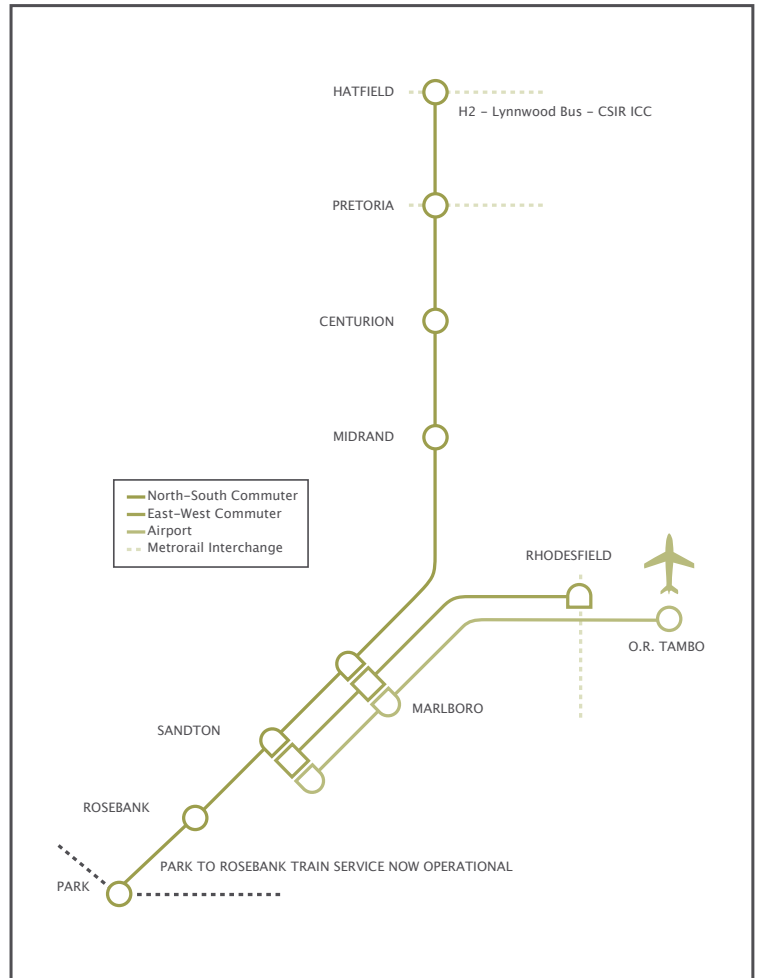 HATFIELD
H2 – Lynnwood Bus – CSIR ICC
PRETORIA
CENTURION
MIDRAND
North–South Commuter
East–West Commuter
Airport
Metrorail Interchange
RHODESFIELD
O.R. TAMBO
MARLBORO
SANDTON
ROSEBANK
PARK TO ROSEBANK TRAIN SERVICE NOW OPERATIONAL
PARK